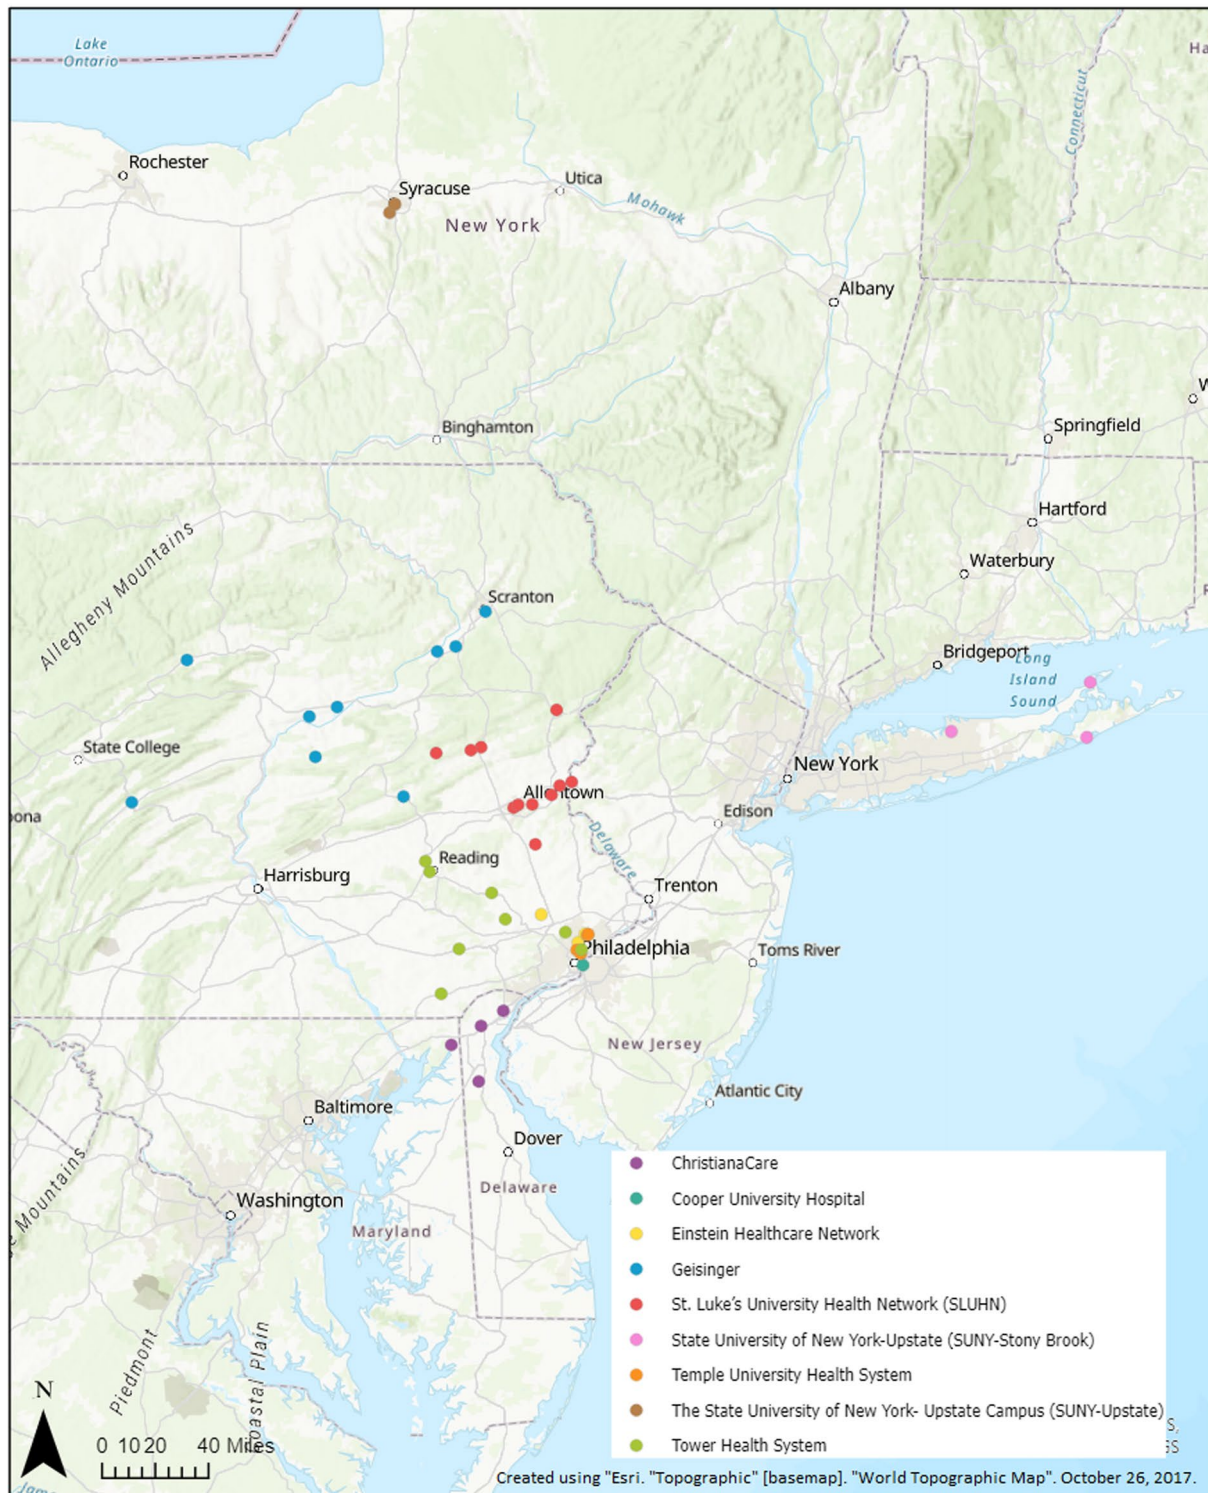 Lake
Ontario
Ha
Connecticut
Rochester
Syracuse
Utica
New York
Mohawk
Albany
W
Springfield
Binghamton
Hartford
Allegheny Mountains
Waterbury
Scranton
Bridgeport
Long
Island
Sound
State College
New York
Allentown
ona
Edison
Delaware
Reading
Harrisburg
Trenton
Philadelphia
Toms River
New Jersey
Atlantic City
Baltimore
Dover
Delaware
Washington
Maryland
e Mountains
Piedmont
Coastal Plain
ChristianaCare
Cooper University Hospital
Einstein Healthcare Network
Geisinger
St. Luke's University Health Network (SLUHN)
State University of New York-Upstate (SUNY-Stony Brook)
Temple University Health System
The State University of New York- Upstate Campus (SUNY-Upstate)
Tower Health System
N
0 10 20 40 Miles
Created using "Esri. "Topographic" [basemap]. "World Topographic Map". October 26, 2017.